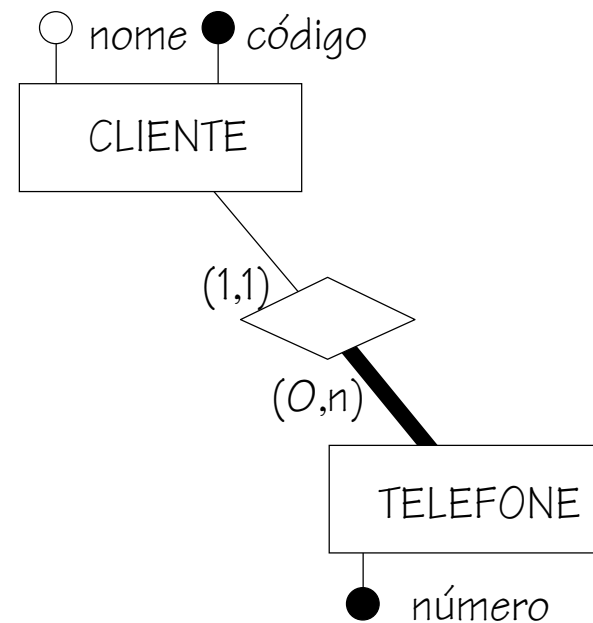 nome código
CLIENTE
(1,1)
(0,n)
TELEFONE
número